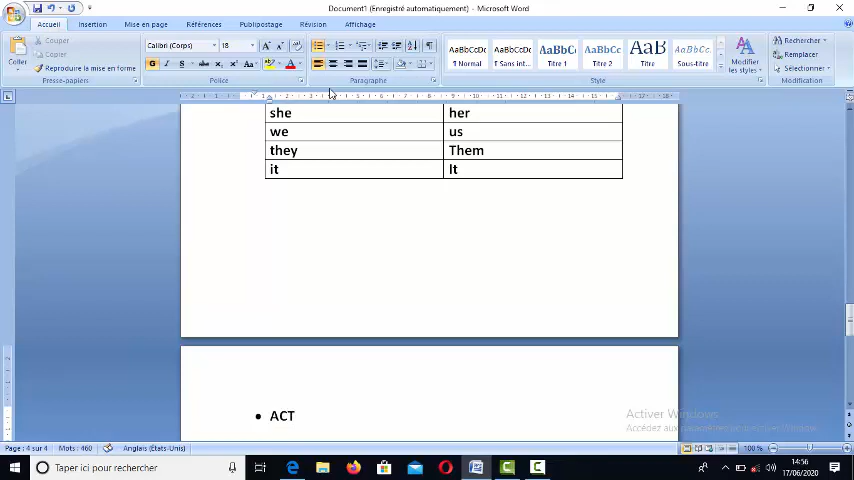 Document1 (Enregistré automatiquement) - Microsoft Word
Accueil Insertion Mise en page Références Publipostage Révision Affichage
Coller
Couper
Copier
Reproduire la mise en forme
Presse-papiers
Calibri (Corps) 18
G I S abc
Police
Paragraphe
AaBbCcDc AaBbCcDc AaBbC AaBbCc AaB AaBbCc
¶ Normal ¶ Sans int... Titre 1 Titre 2 Titre Sous-titre
Style
Modifier les styles
Rechercher
Remplacer
Sélectionner
Modification
she her
we us
they Them
it It
• ACT
Activer Windows
Page : 4 sur 4 Mots : 460 Anglais (États-Unis) 100 %
Taper ici pour rechercher
14:56
17/06/2020